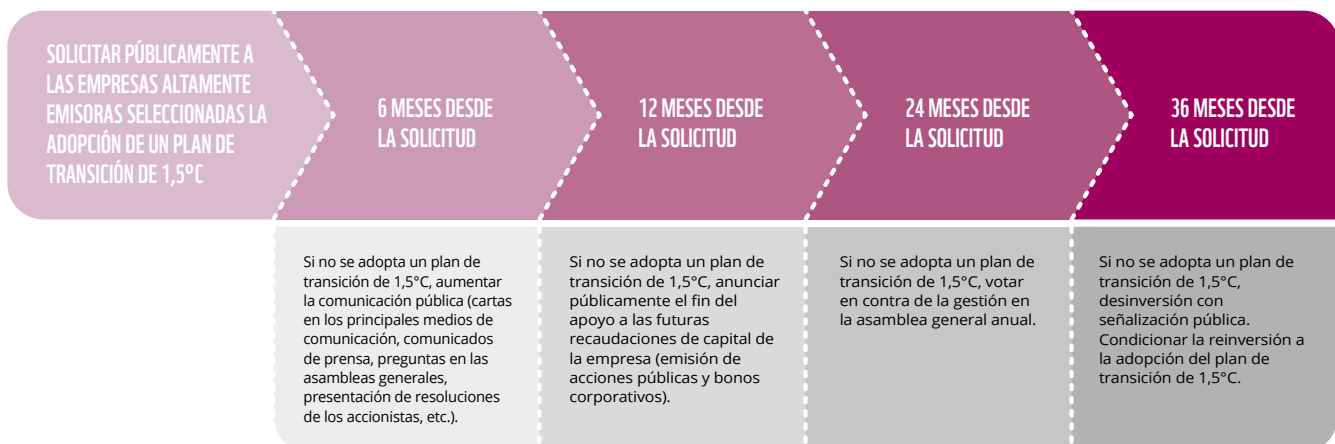 SOLICITAR PÚBLICAMENTE A
LAS EMPRESAS ALTAMENTE
EMISORAS SELECCIONADAS LA
ADOPCIÓN DE UN PLAN DE
TRANSICIÓN DE 1,5ºC
6 MESES DESDE
LA SOLICITUD
12 MESES DESDE
LA SOLICITUD
24 MESES DESDE
LA SOLICITUD
36 MESES DESDE
LA SOLICITUD
Si no se adopta un plan de
transición de 1,5°C, aumentar
la comunicación pública (cartas
en los principales medios de
comunicación, comunicados
de prensa, preguntas en las
asambleas generales,
presentación de resoluciones
de los accionistas, etc.).
Si no se adopta un plan de
transición de 1,5°C, anunciar
públicamente el fin del
apoyo a las futuras
recaudaciones de capital de
la empresa (emisión de
acciones públicas y bonos
corporativos).
Si no se adopta un plan de
transición de 1,5°C, votar
en contra de la gestión en
la asamblea general anual.
Si no se adopta un plan de
transición de 1,5°C,
desinversión con
señalización pública.
Condicionar la reinversión a
la adopción del plan de
transición de 1,5°C.